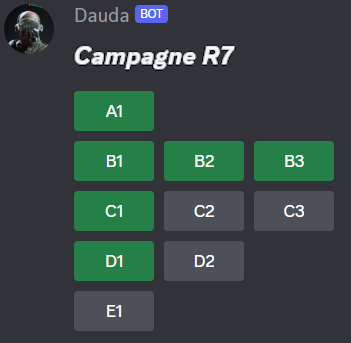 Dauda BOT
Campagne R7
A1
B1 B2 B3
C1 C2 C3
D1 D2
E1